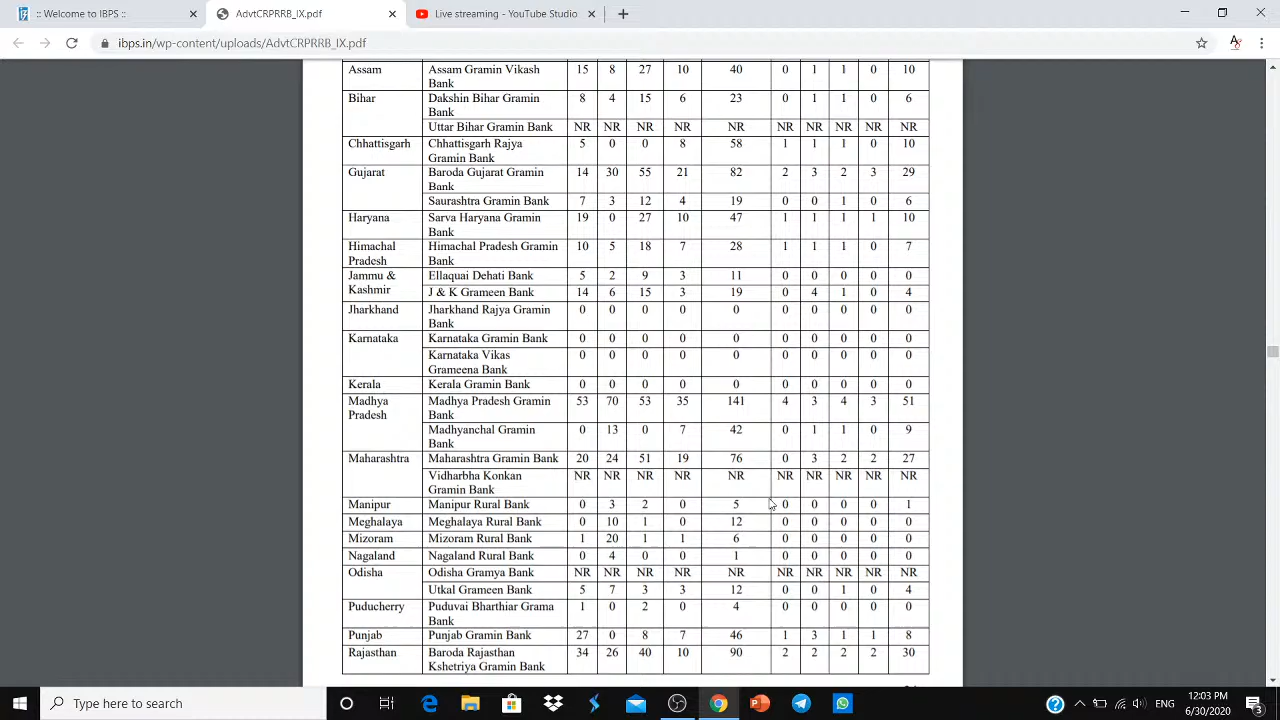 :: Welcome to IBPS ::
AdvtCRPRRB_IX.pdf
Live streaming - YouTube Studio
ibps.in/wp-content/uploads/AdvtCRPRRB_IX.pdf
Assam Assam Gramin Vikash 15 8 27 10 40 0 1 1 0 10
Bank
Bihar Dakshin Bihar Gramin 8 4 15 6 23 0 1 1 0 6
Bank
Uttar Bihar Gramin Bank NR NR NR NR NR NR NR NR NR NR
Chhattisgarh Chhattisgarh Rajya 5 0 0 8 58 1 1 1 0 10
Gramin Bank
Gujarat Baroda Gujarat Gramin 14 30 55 21 82 2 3 2 3 29
Bank
Saurashtra Gramin Bank 7 3 12 4 19 0 0 1 0 6
Haryana Sarva Haryana Gramin 19 0 27 10 47 1 1 1 1 10
Bank
Himachal Himachal Pradesh Gramin 10 5 18 7 28 1 1 1 0 7
Pradesh Bank
Jammu & Ellaquai Dehati Bank 5 2 9 3 11 0 0 0 0 0
Kashmir J & K Grameen Bank 14 6 15 3 19 0 4 1 0 4
Jharkhand Jharkhand Rajya Gramin 0 0 0 0 0 0 0 0 0 0
Bank
Karnataka Karnataka Gramin Bank 0 0 0 0 0 0 0 0 0 0
Karnataka Vikas 0 0 0 0 0 0 0 0 0 0
Grameena Bank
Kerala Kerala Gramin Bank 0 0 0 0 0 0 0 0 0 0
Madhya Madhya Pradesh Gramin 53 70 53 35 141 4 3 4 3 51
Pradesh Bank
Madhyanchal Gramin 0 13 0 7 42 0 1 1 0 9
Bank
Maharashtra Maharashtra Gramin Bank 20 24 51 19 76 0 3 2 2 27
Vidharbha Konkan NR NR NR NR NR NR NR NR NR NR
Gramin Bank
Manipur Manipur Rural Bank 0 3 2 0 5 0 0 0 0 1
Meghalaya Meghalaya Rural Bank 0 10 1 0 12 0 0 0 0 0
Mizoram Mizoram Rural Bank 1 20 1 1 6 0 0 0 0 0
Nagaland Nagaland Rural Bank 0 4 0 0 1 0 0 0 0 0
Odisha Odisha Gramya Bank NR NR NR NR NR NR NR NR NR NR
Utkal Grameen Bank 5 7 3 3 12 0 0 1 0 4
Puducherry Puduvai Bharthiar Grama 1 0 2 0 4 0 0 0 0 0
Bank
Punjab Punjab Gramin Bank 27 0 8 7 46 1 3 1 1 8
Rajasthan Baroda Rajasthan 34 26 40 10 90 2 2 2 2 30
Kshetriya Gramin Bank
Type here to search
ENG
12:03 PM
6/30/2020
3